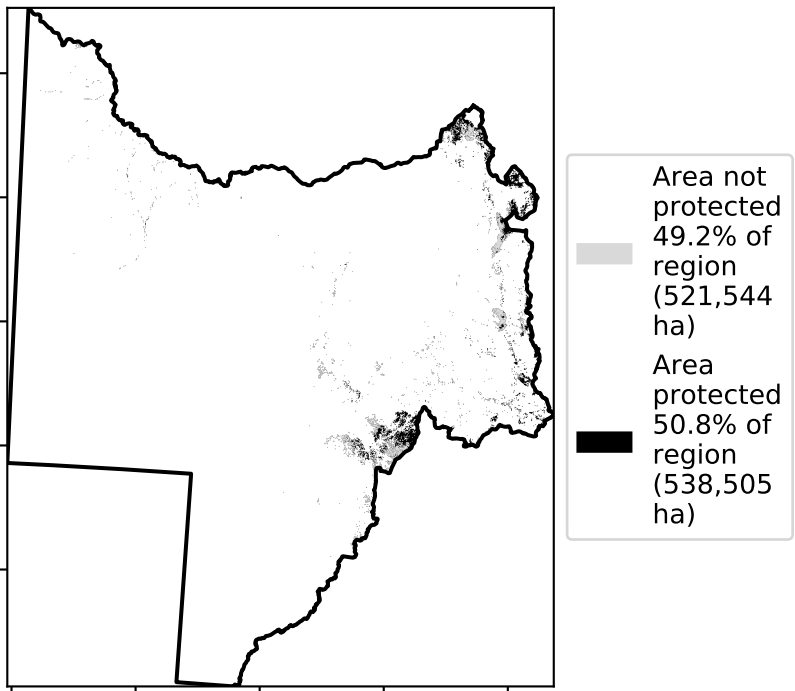 Area not
protected
49.2% of
region
(521,544
ha)
Area
protected
50.8% of
region
(538,505
ha)